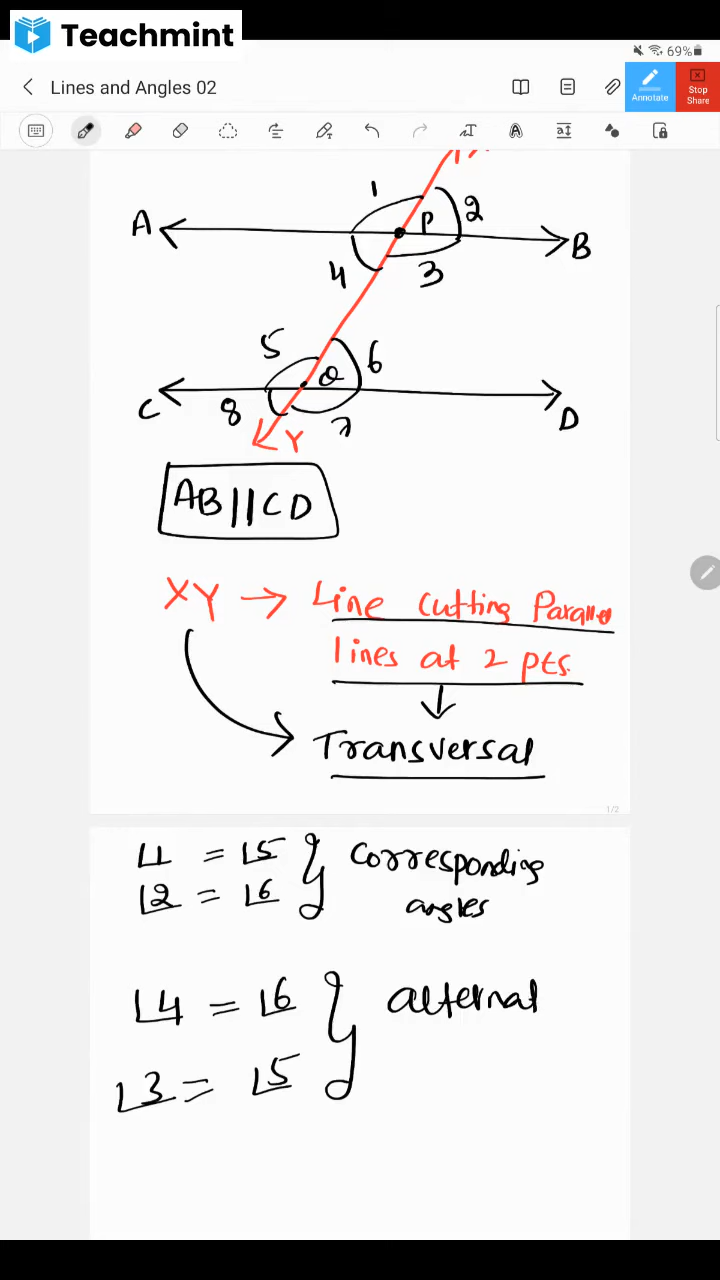 Teachmint
69%
Lines and Angles 02
Annotate
Stop
Share
1 2
A P B
4 3
5 6
C Q D
8 7
Y
AB||CD
XY → Line cutting Parallel
lines at 2 pts.
Transversal
1/2
∠1 = ∠5 } Corresponding
∠2 = ∠6 angles
∠4 = ∠6 } alternat
∠3 = ∠5